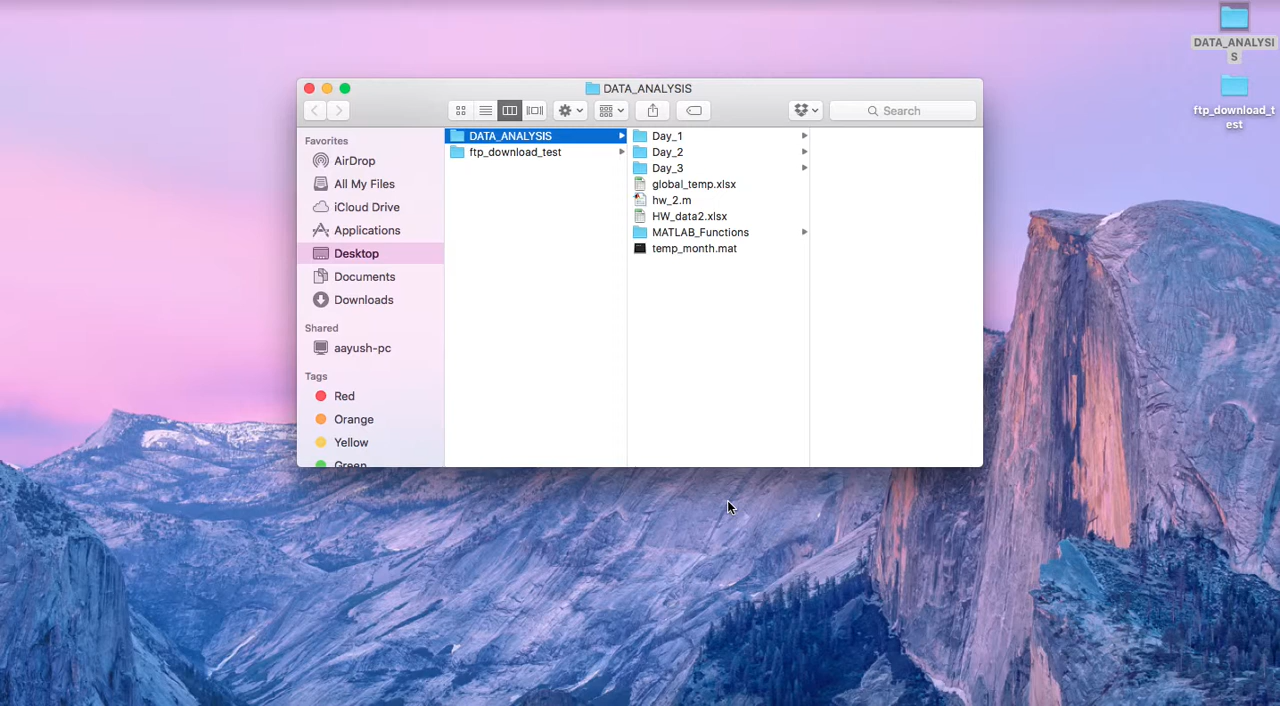 DATA_ANALYSI
S
ftp_download_t
est
DATA_ANALYSIS
Search
Favorites
AirDrop
All My Files
iCloud Drive
Applications
Desktop
Documents
Downloads
Shared
aayush-pc
Tags
Red
Orange
Yellow
Green
DATA_ANALYSIS
ftp_download_test
Day_1
Day_2
Day_3
global_temp.xlsx
hw_2.m
HW_data2.xlsx
MATLAB_Functions
temp_month.mat